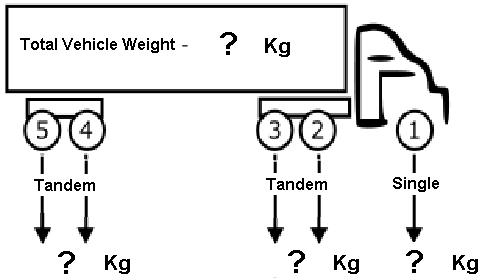 Total Vehicle Weight - ? Kg
5 4 3 2 1
Tandem Tandem Single
? Kg ? Kg ? Kg